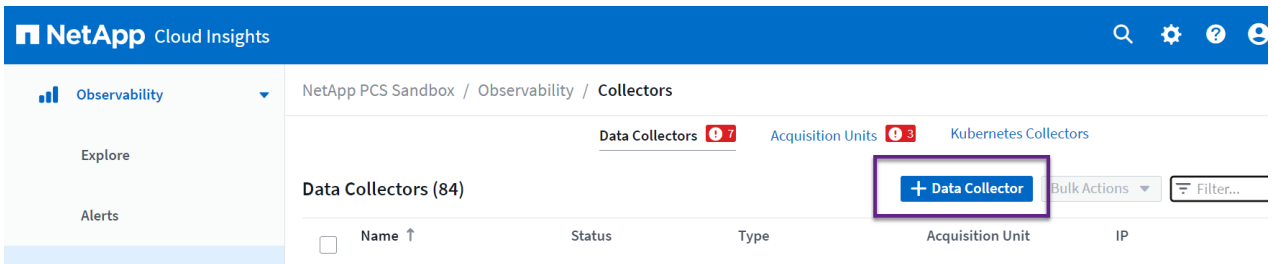 NetApp Cloud Insights
Observability
NetApp PCS Sandbox / Observability / Collectors
Data Collectors 7 Acquisition Units 3 Kubernetes Collectors
Explore
Data Collectors (84) + Data Collector Bulk Actions Filter...
Alerts
Name ↑ Status Type Acquisition Unit IP